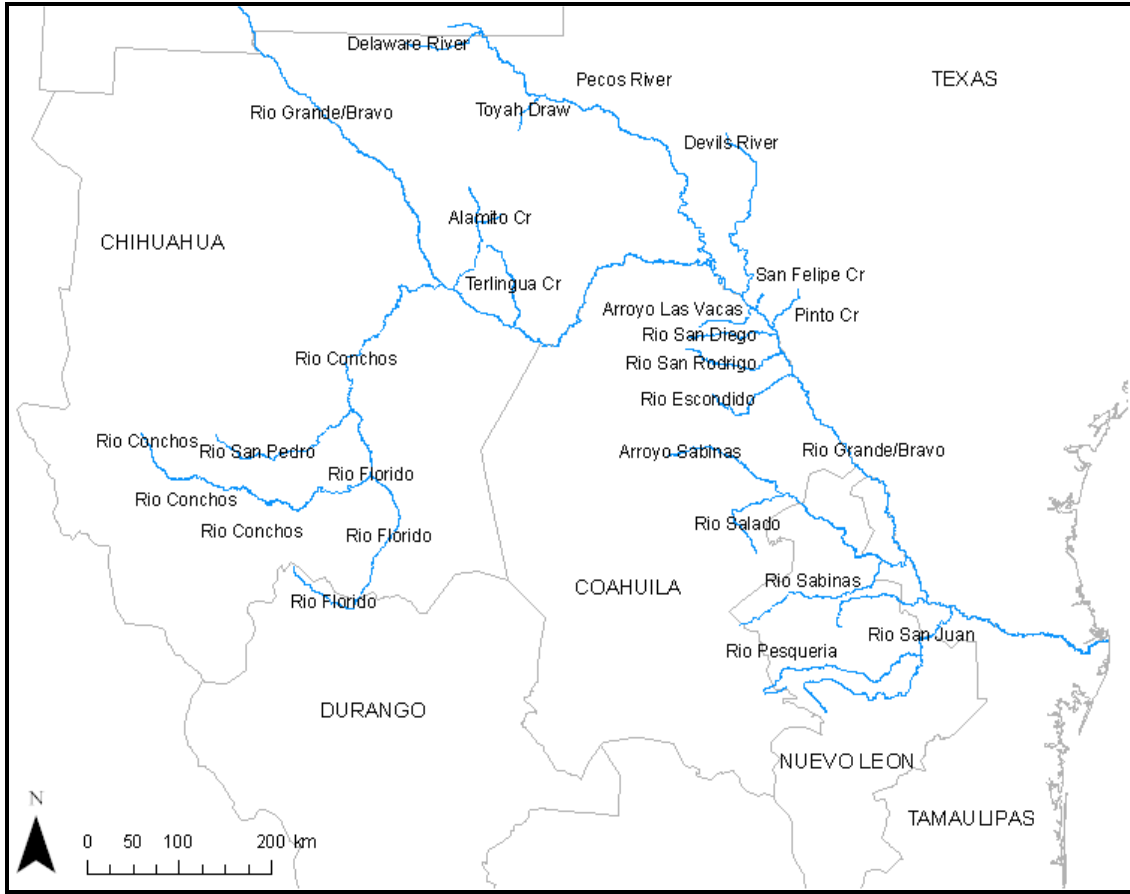 Delaware River
Pecos River
TEXAS
Rio Grande/Bravo
Toyah Draw
Devils River
Alamito Cr
CHIHUAHUA
San Felipe Cr
Terlingua Cr
Arroyo Las Vacas
Pinto Cr
Rio San Diego
Rio Conchos
Rio San Rodrigo
Rio Escondido
Rio Conchos
Rio San Pedro
Arroyo Sabinas
Rio Grande/Bravo
Rio Florido
Rio Conchos
Rio Conchos
Rio Florido
Rio Salado
Rio Florido
COAHUILA
Rio Sabinas
Rio San Juan
Rio Pesqueria
DURANGO
NUEVO LEON
TAMAULIPAS
N
0 50 100 200 km